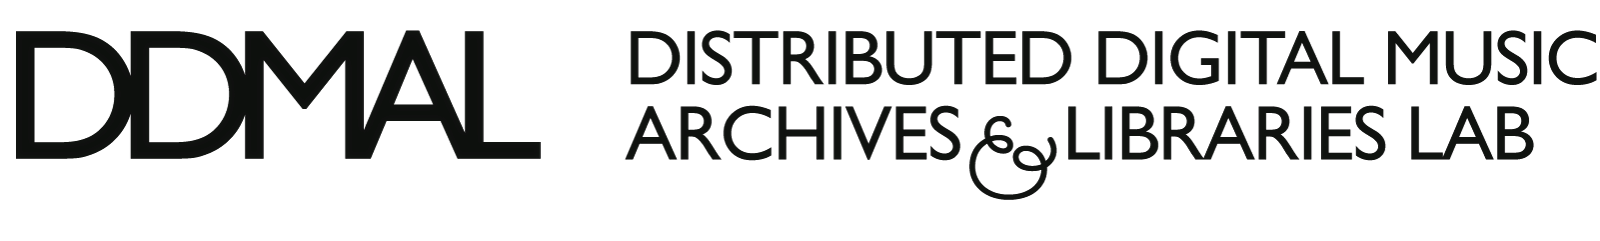 DDMAL
DISTRIBUTED DIGITAL MUSIC
ARCHIVES & LIBRARIES LAB